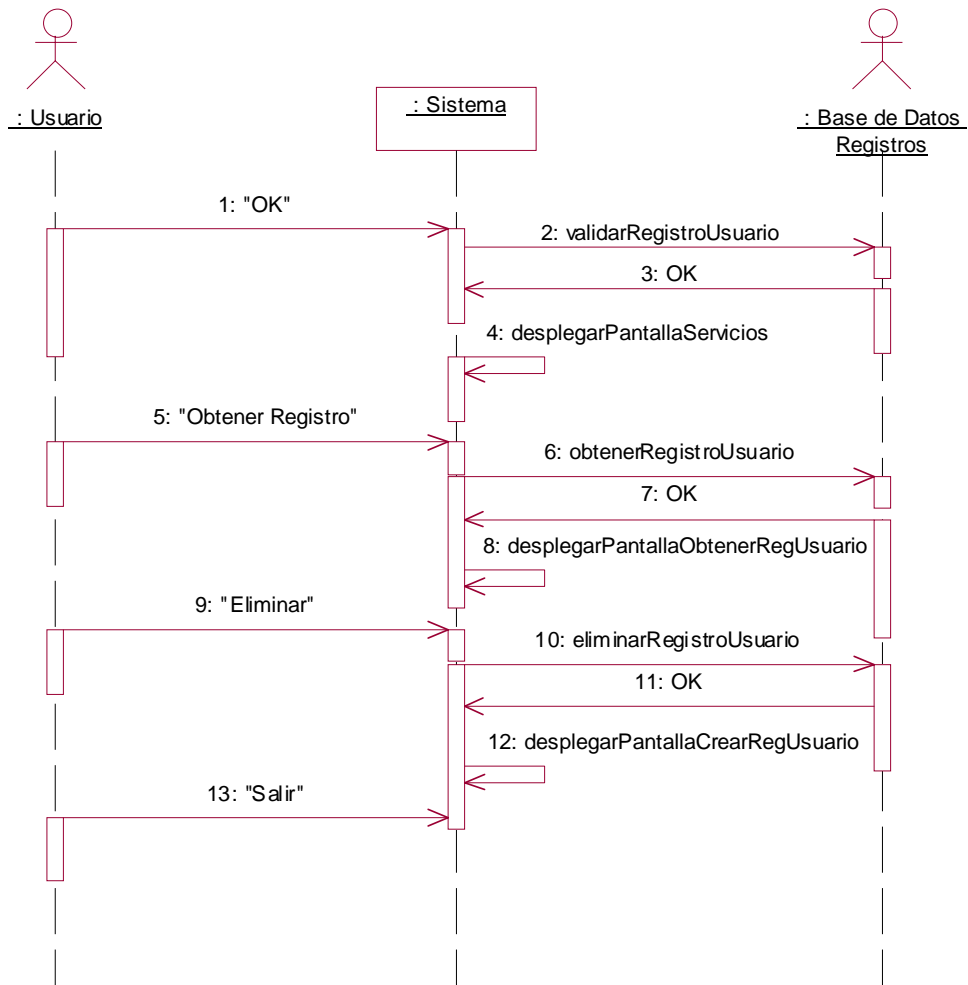 : Usuario
: Sistema
: Base de Datos
Registros
1: "OK"
2: validarRegistroUsuario
3: OK
4: desplegarPantallaServicios
5: "Obtener Registro"
6: obtenerRegistroUsuario
7: OK
8: desplegarPantallaObtenerRegUsuario
9: "Eliminar"
10: eliminarRegistroUsuario
11: OK
12: desplegarPantallaCrearRegUsuario
13: "Salir"